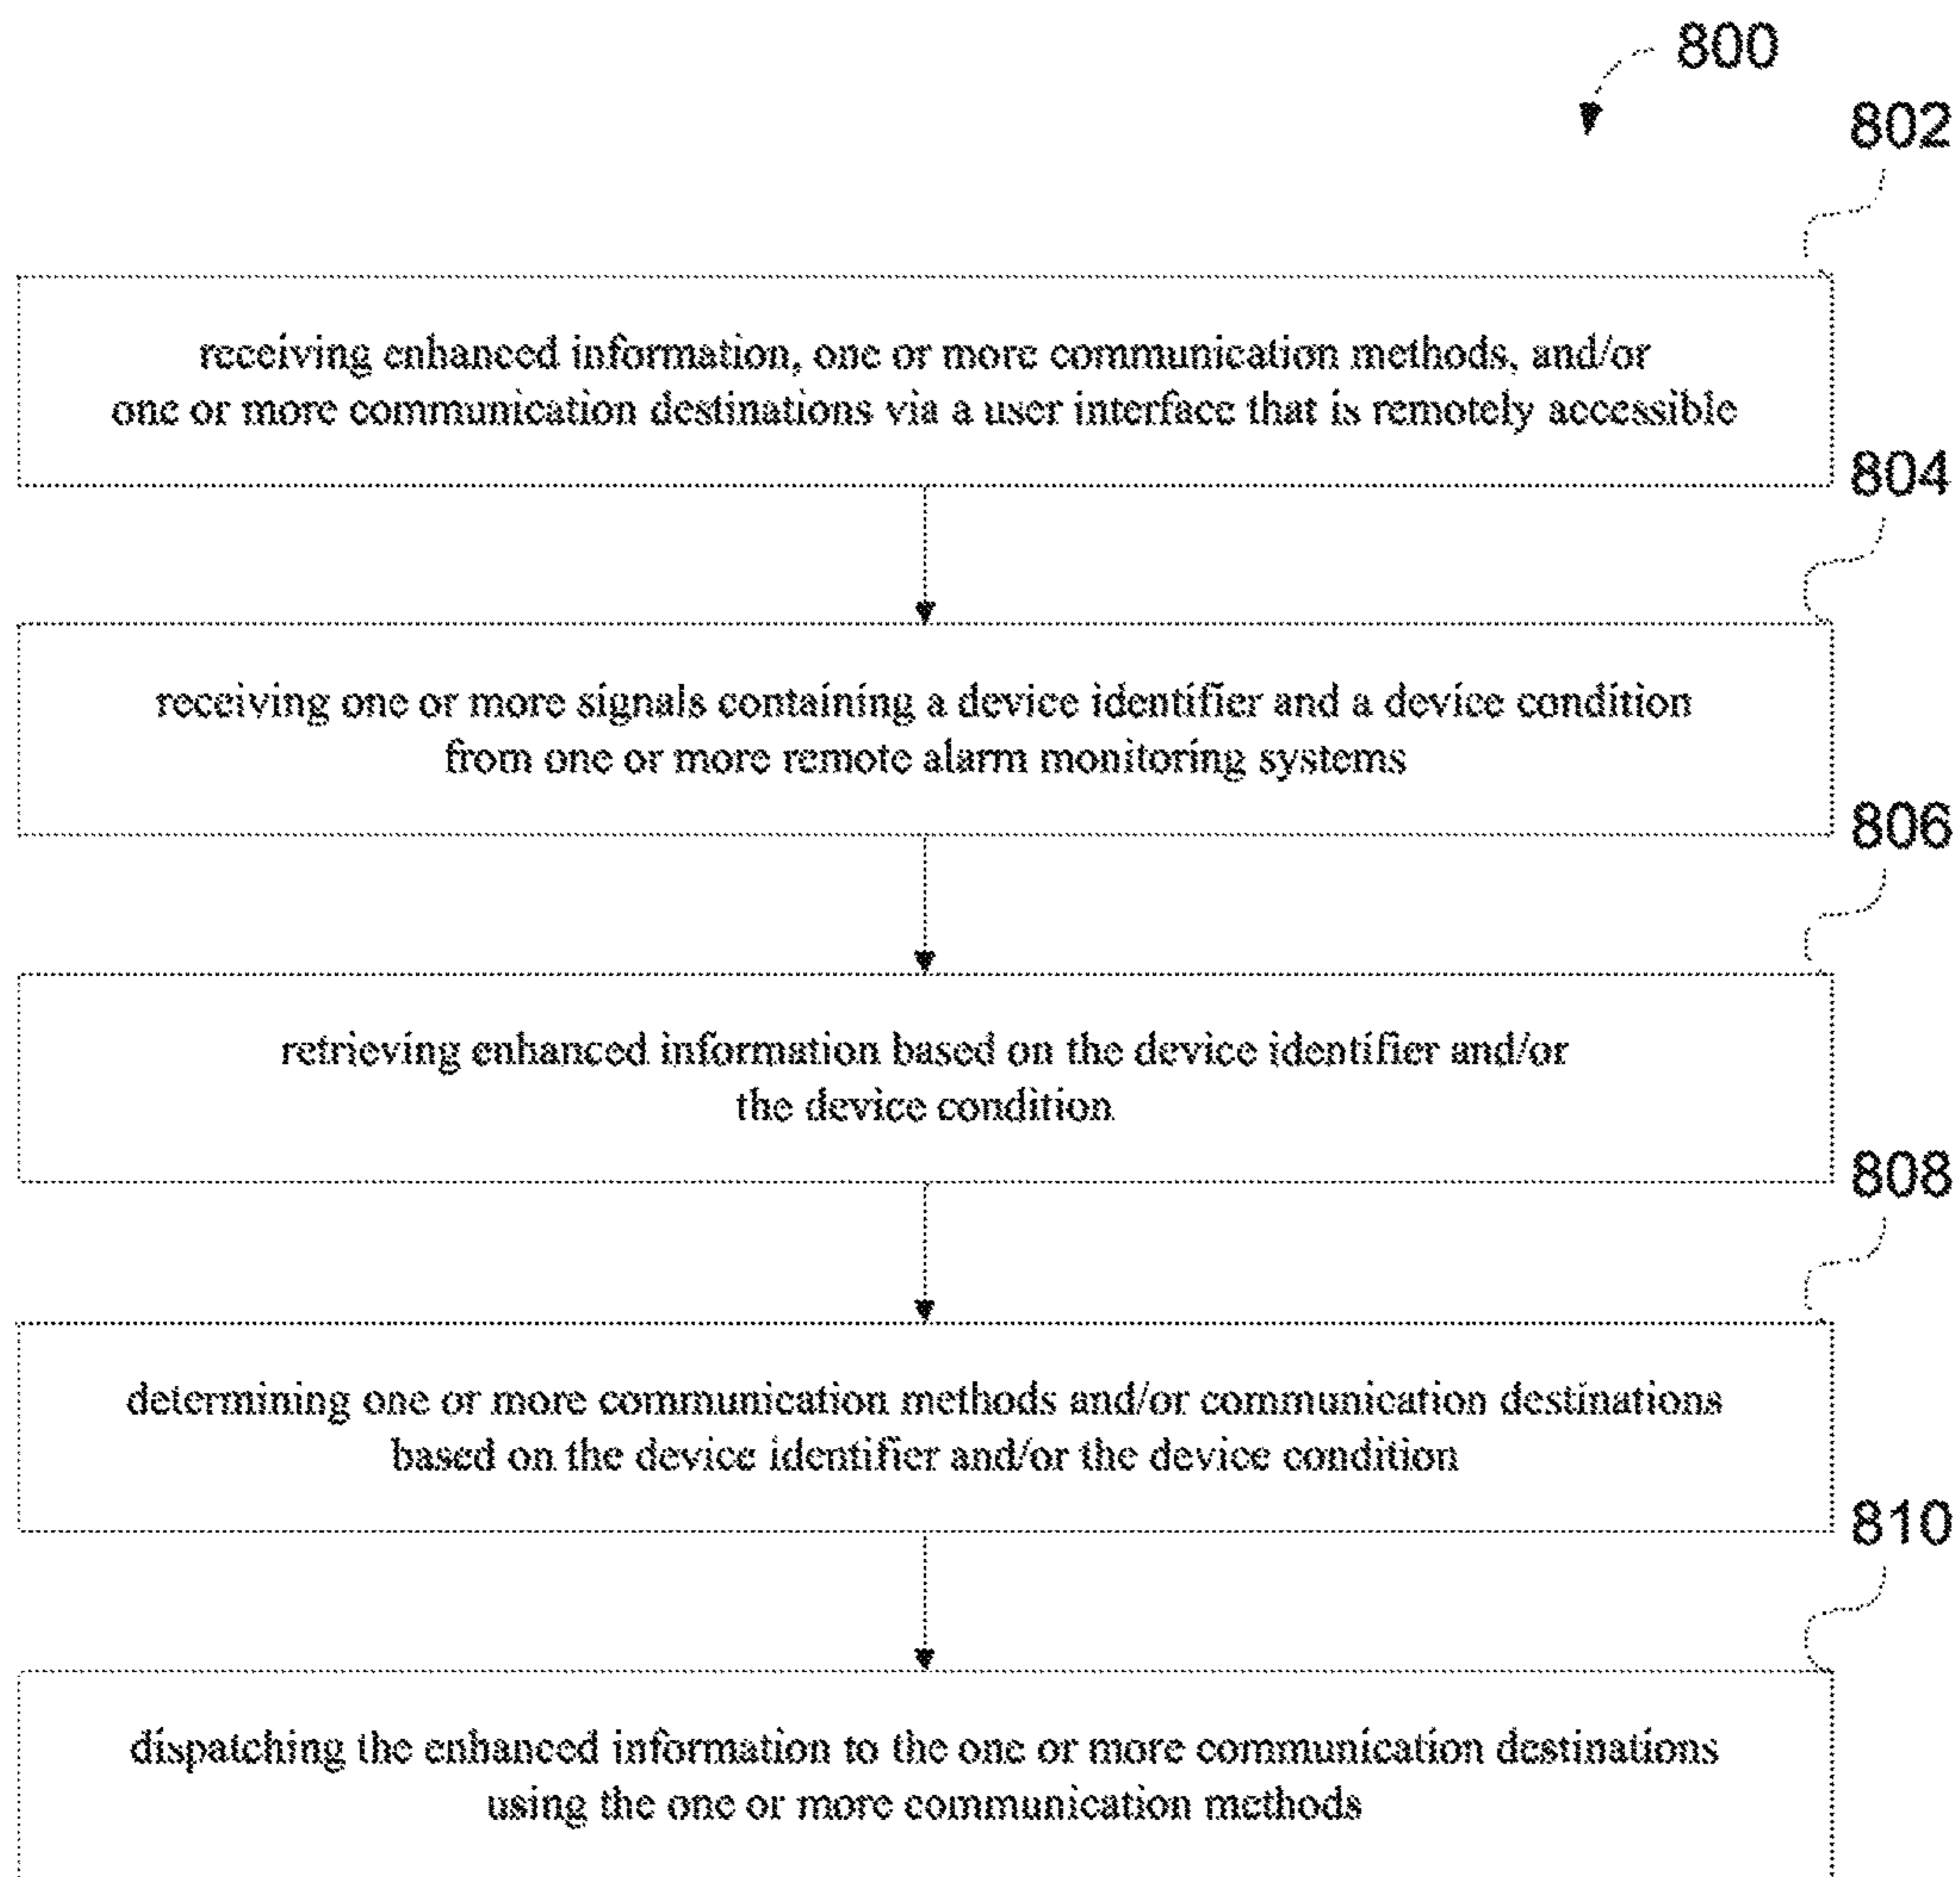 800
802
receiving enhanced information, one or more communication methods, and/or
one or more communication destinations via a user interface that is remotely accessible
804
receiving one or more signals containing a device identifier and a device condition
from one or more remote alarm monitoring systems
806
retrieving enhanced information based on the device identifier and/or
the device condition
808
determining one or more communication methods and/or communication destinations
based on the device identifier and/or the device condition
810
dispatching the enhanced information to the one or more communication destinations
using the one or more communication methods